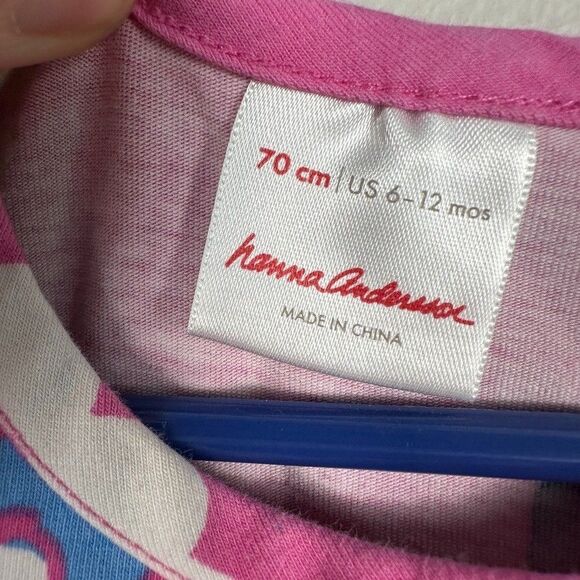 70 cm | US 6-12 mos
hanna Andersson
MADE IN CHINA